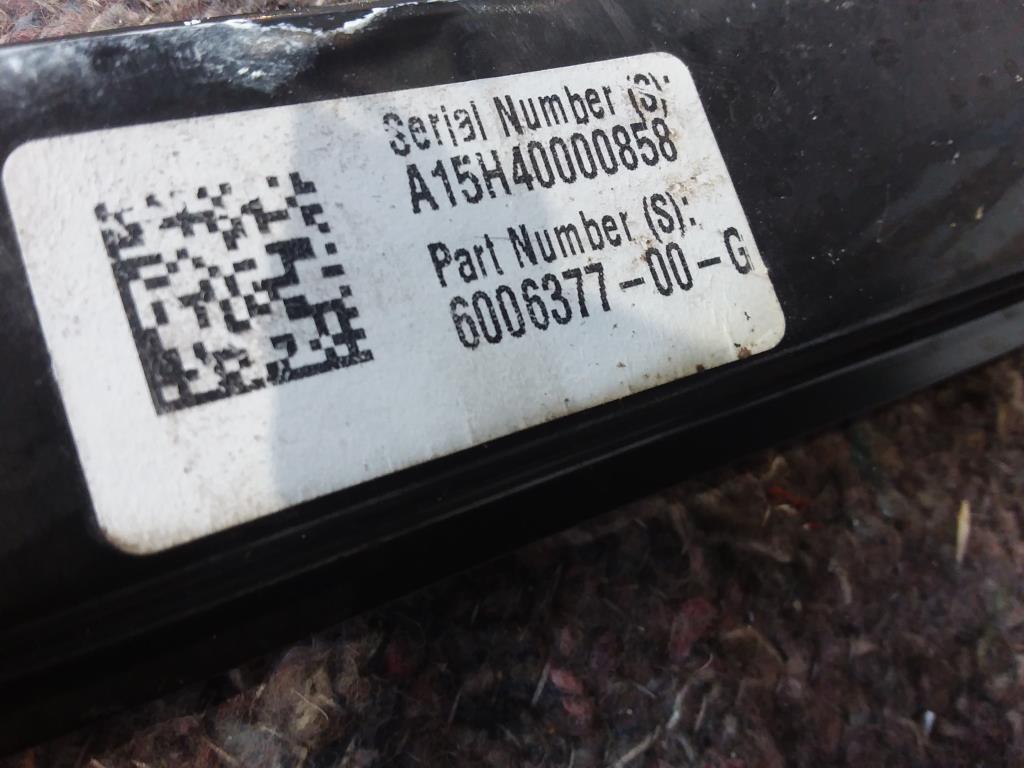 Serial Number (S):
A15H40000858
Part Number (S):
6006377-00-G